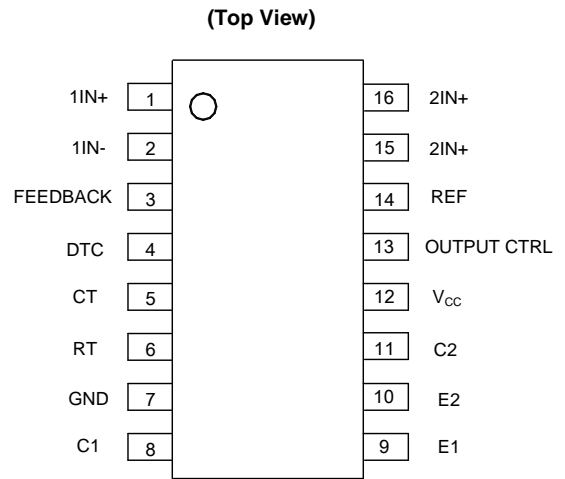 (Top View)
1IN+ 1 16 2IN+
1IN- 2 15 2IN+
FEEDBACK 3 14 REF
DTC 4 13 OUTPUT CTRL
CT 5 12 VCC
RT 6 11 C2
GND 7 10 E2
C1 8 9 E1